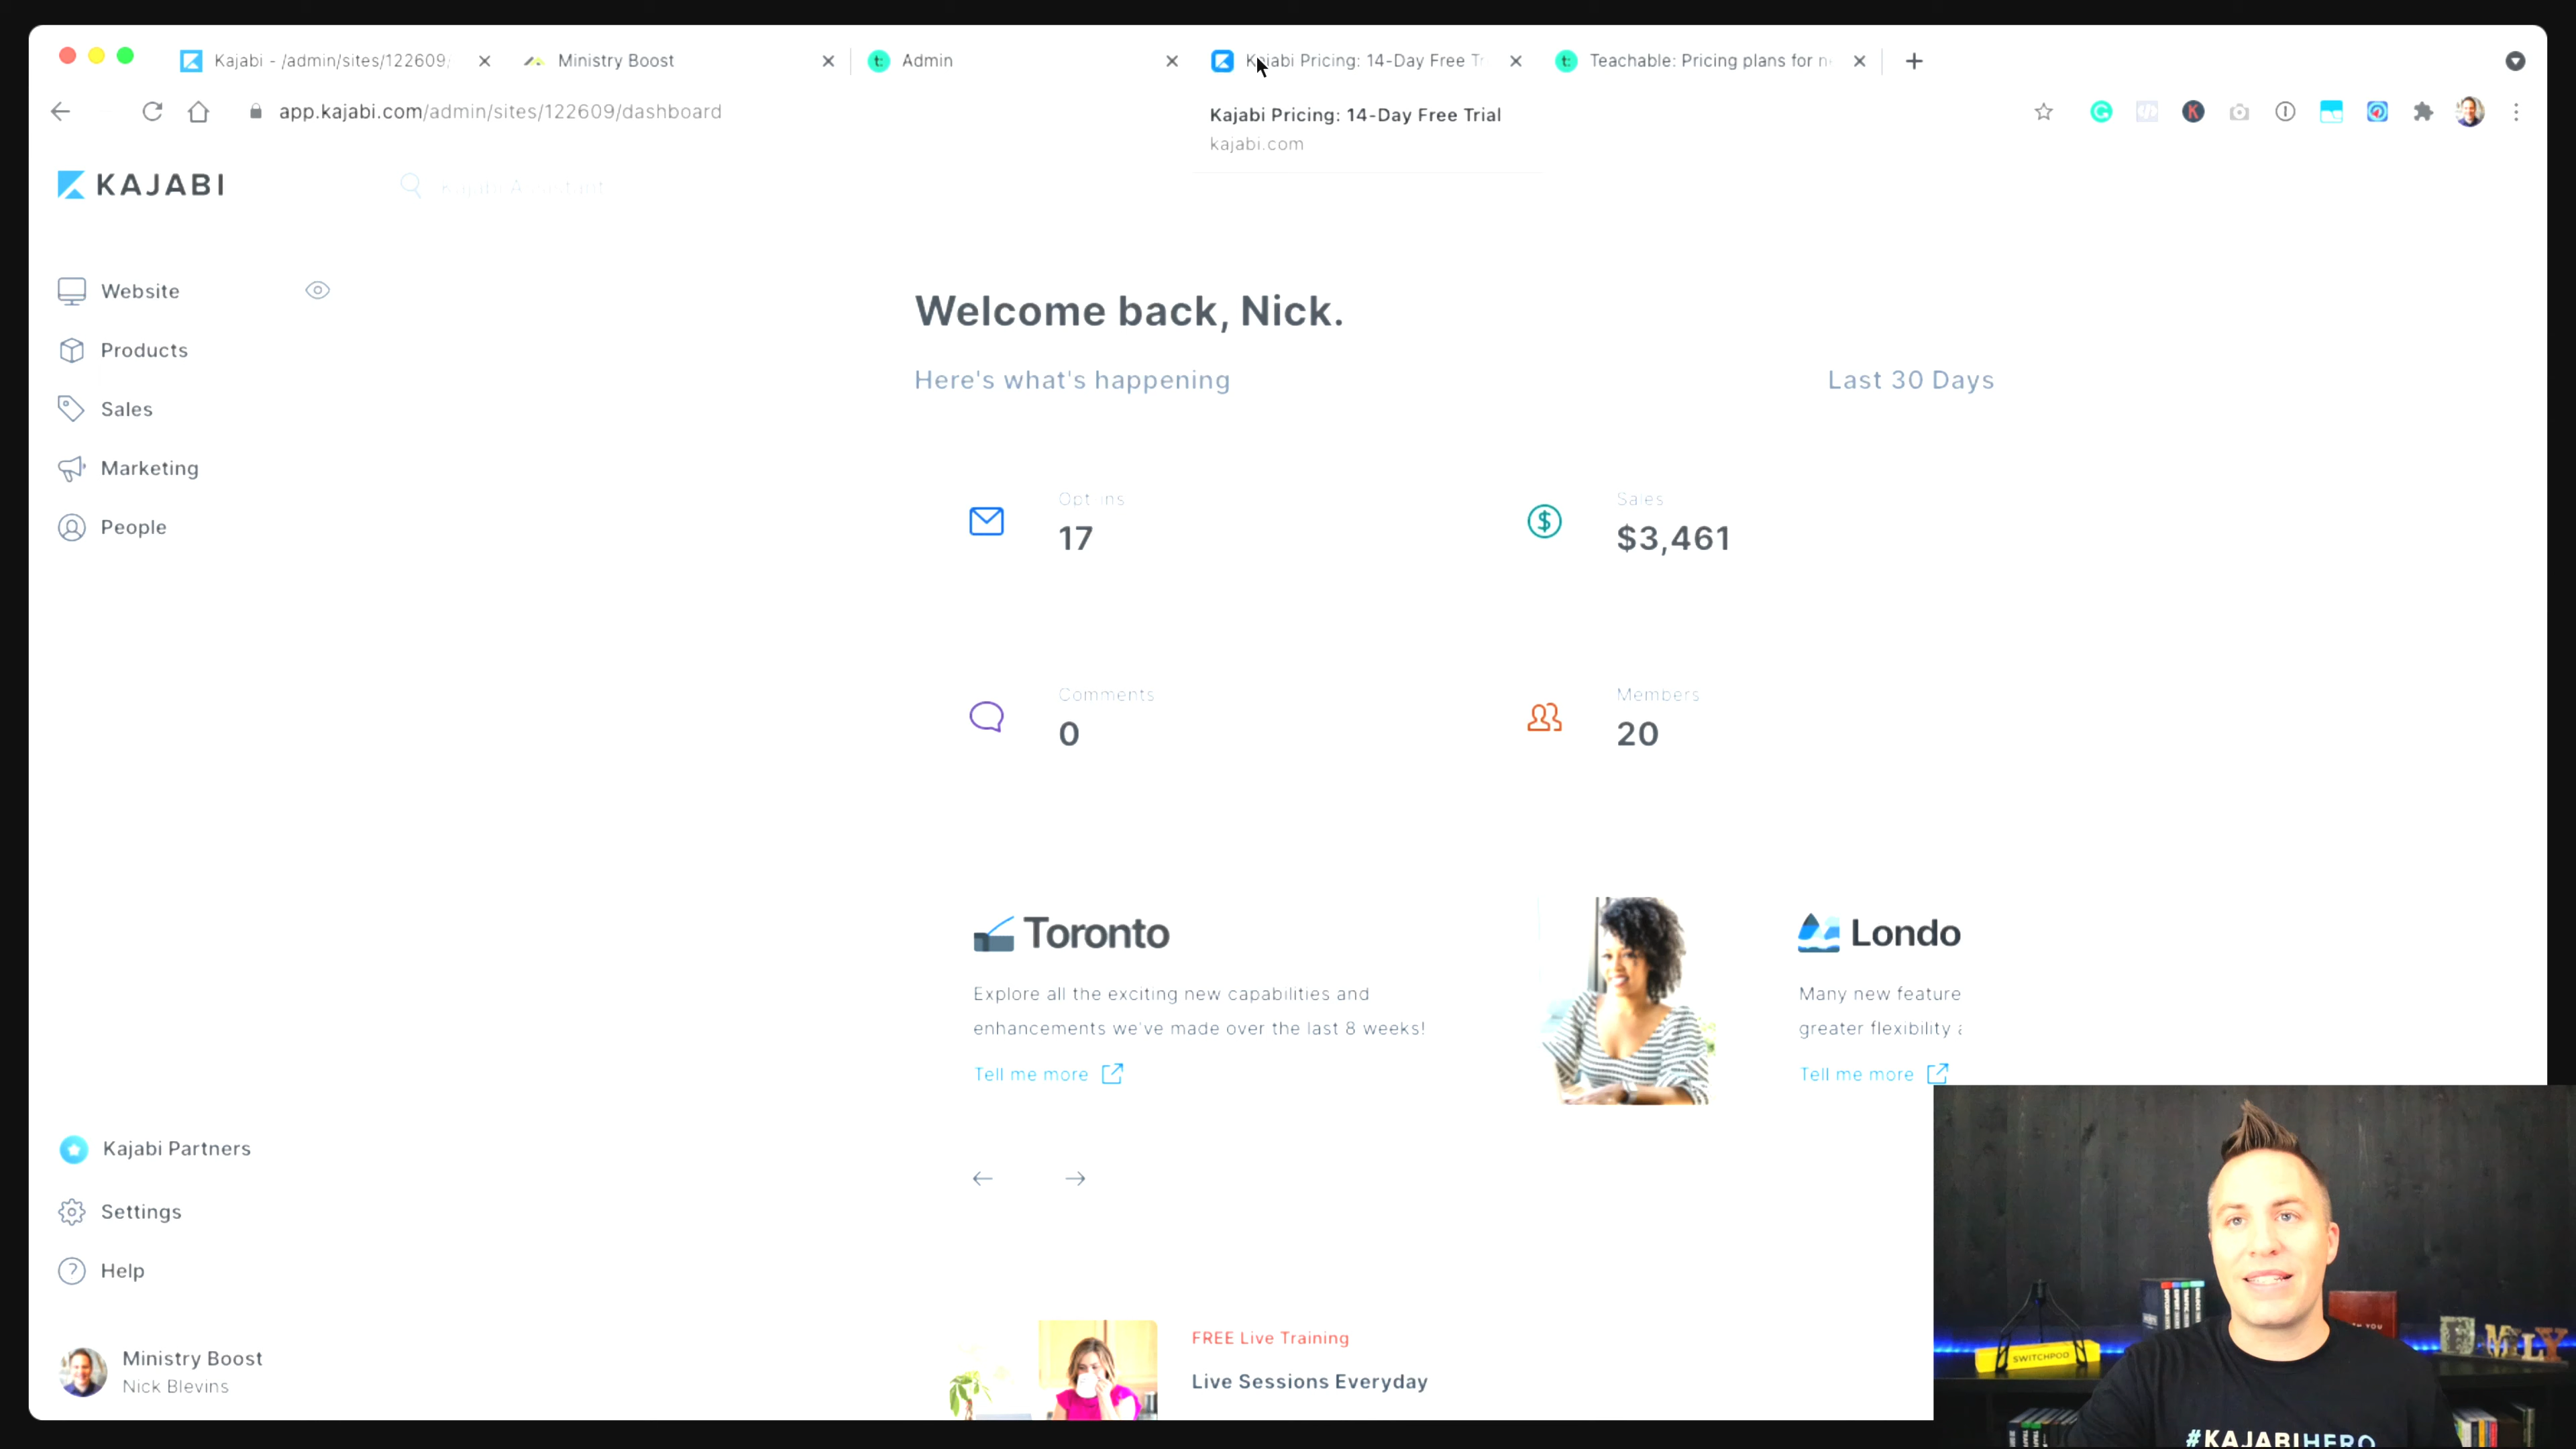 Kajabi - /admin/sites/122609/
Ministry Boost
Admin
Kajabi Pricing: 14-Day Free Tr
Teachable: Pricing plans for n
app.kajabi.com/admin/sites/122609/dashboard
Kajabi Pricing: 14-Day Free Trial
kajabi.com
KAJABI
Kajabi Assistant
Website
Products
Sales
Marketing
People
Welcome back, Nick.
Here's what's happening
Last 30 Days
Opt ins
17
Sales
$3,461
Comments
0
Members
20
Toronto
Explore all the exciting new capabilities and
enhancements we've made over the last 8 weeks!
Tell me more
Londo
Many new feature
greater flexibility a
Tell me more
FREE Live Training
Live Sessions Everyday
Kajabi Partners
Settings
Help
Ministry Boost
Nick Blevins
SWITCHPOD
#KAJABIHERO